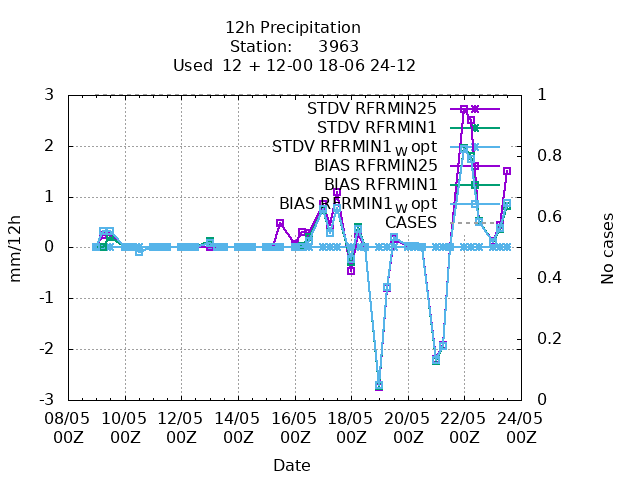 12h Precipitation
Station: 3963
Used 12 + 12-00 18-06 24-12
3
2
1
0
-1
-2
-3
mm/12h
1
0.8
0.6
0.4
0.2
0
No cases
STDV RFRMIN25
STDV RFRMIN1
STDV RFRMIN1w opt
BIAS RFRMIN25
BIAS RFRMIN1
BIAS RFRMIN1w opt
CASES
08/05 10/05 12/05 14/05 16/05 18/05 20/05 22/05 24/05
00Z 00Z 00Z 00Z 00Z 00Z 00Z 00Z 00Z
Date